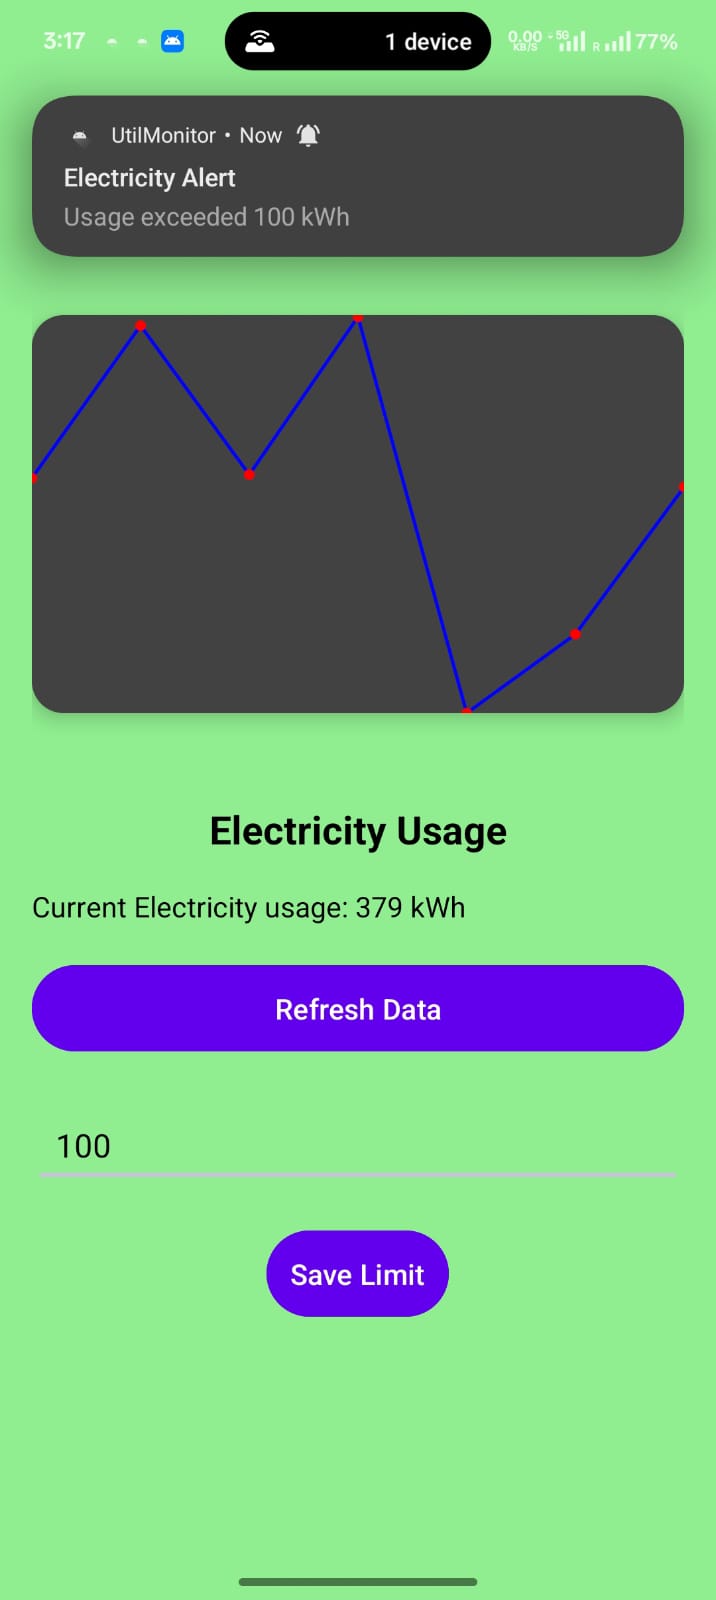 3:17
1 device
0.00 KB/S
5G
R
77%
UtilMonitor • Now
Electricity Alert
Usage exceeded 100 kWh
Electricity Usage
Current Electricity usage: 379 kWh
Refresh Data
100
Save Limit